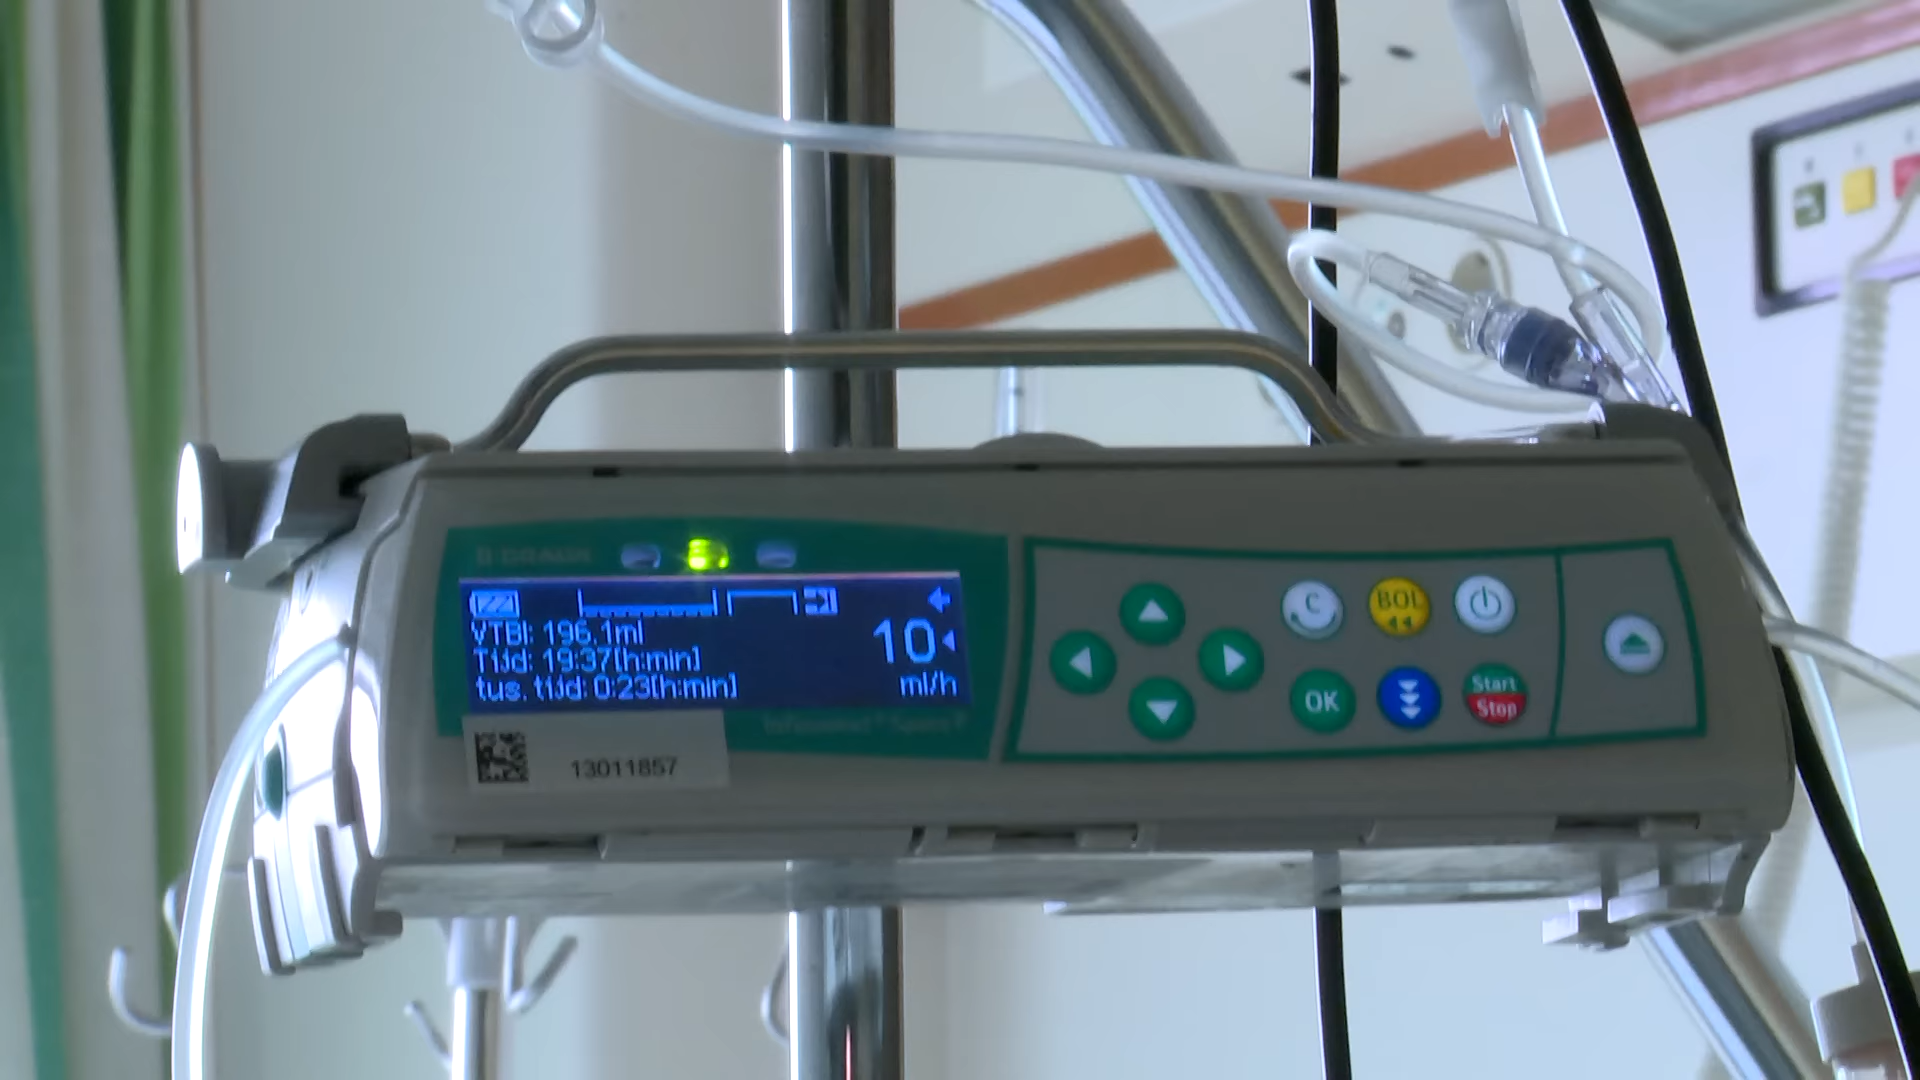 B BRAUN
VTBI: 196.1ml
Tijd: 19:37[h:min]
tus. tijd: 0:23[h:min]
10
ml/h
13011857
C
BOL
OK
Start
Stop